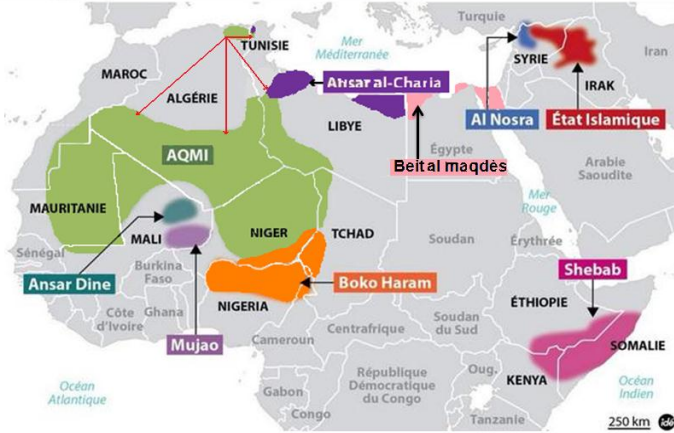 Turquie
TUNISIE
Mer
Méditerranée
SYRIE
Iran
MAROC
Ansar al-Charia
IRAK
ALGÉRIE
LIBYE
Al Nosra
État Islamique
AQMI
Égypte
Beit al maqdès
Arabie
Saoudite
Mer
Rouge
MAURITANIE
NIGER
TCHAD
MALI
Soudan
Érythrée
Sénégal
Burkina
Faso
Ansar Dine
Boko Haram
Shebab
NIGERIA
ÉTHIOPIE
Côte
d'Ivoire
Ghana
Mujao
Cameroun
Centrafrique
Soudan
du Sud
SOMALIE
Océan
Atlantique
Gabon
Congo
République
Démocratique
du Congo
Oug.
KENYA
Océan
Indien
Tanzanie
250 km
idé